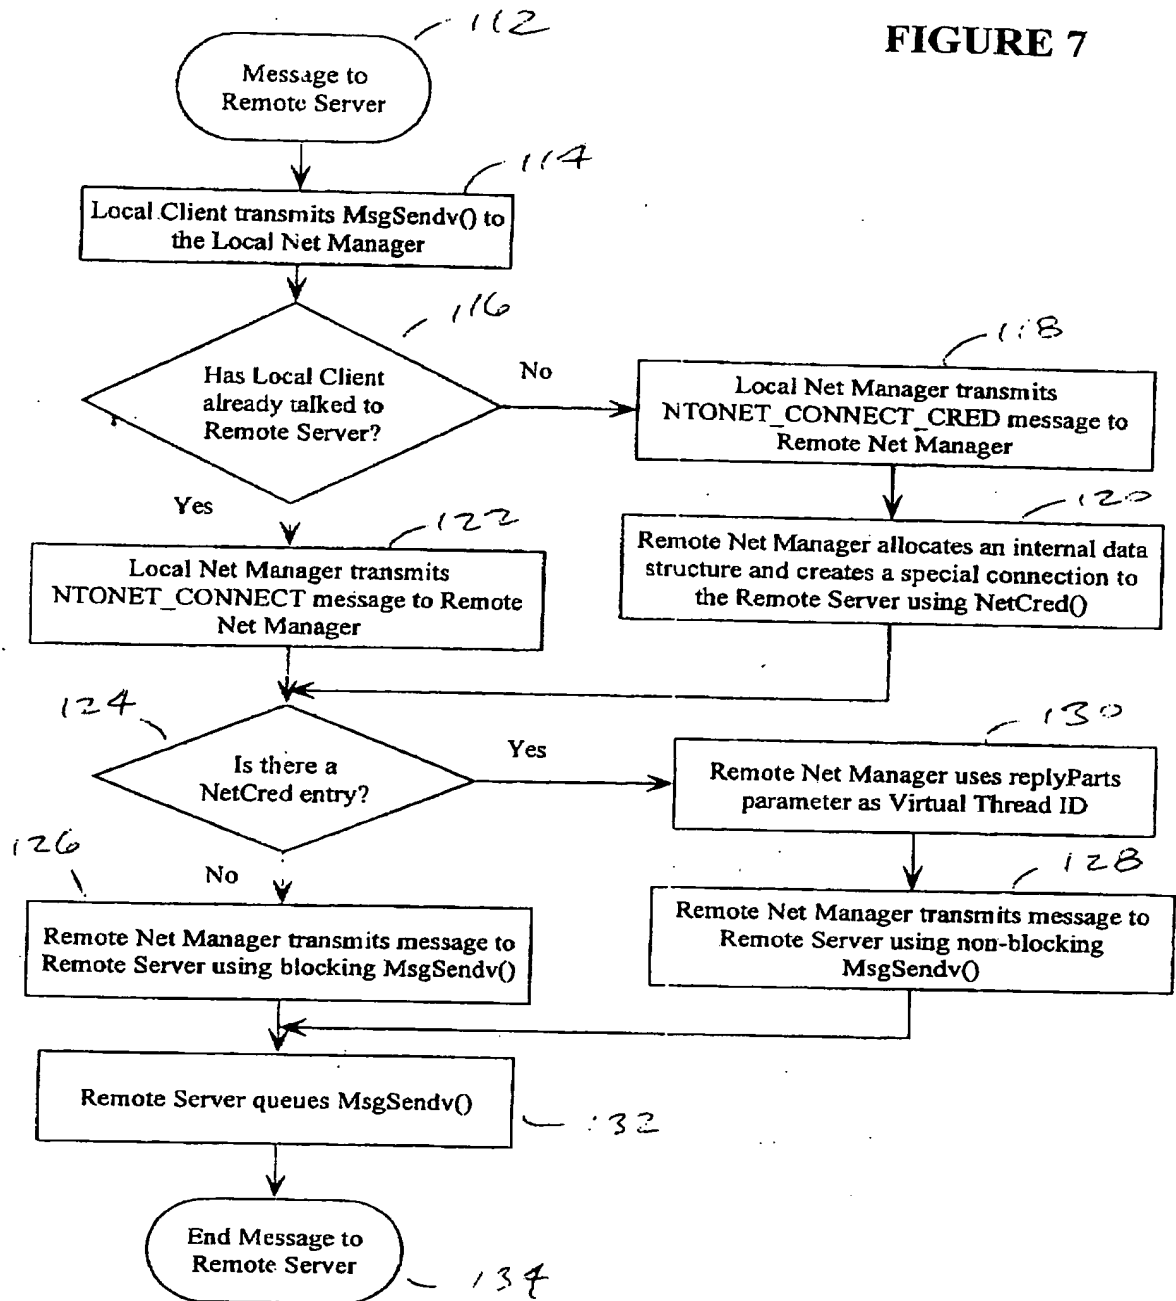 FIGURE 7
112
Message to
Remote Server
114
Local Client transmits MsgSendv() to
the Local Net Manager
116
Has Local Client
already talked to
Remote Server?
No
Yes
118
Local Net Manager transmits
NTONET_CONNECT_CRED message to
Remote Net Manager
120
Remote Net Manager allocates an internal data
structure and creates a special connection to
the Remote Server using NetCred()
122
Local Net Manager transmits
NTONET_CONNECT message to Remote
Net Manager
124
Is there a
NetCred entry?
Yes
No
130
Remote Net Manager uses replyParts
parameter as Virtual Thread ID
128
Remote Net Manager transmits message to
Remote Server using non-blocking
MsgSendv()
126
Remote Net Manager transmits message to
Remote Server using blocking MsgSendv()
Remote Server queues MsgSendv()
132
End Message to
Remote Server
134